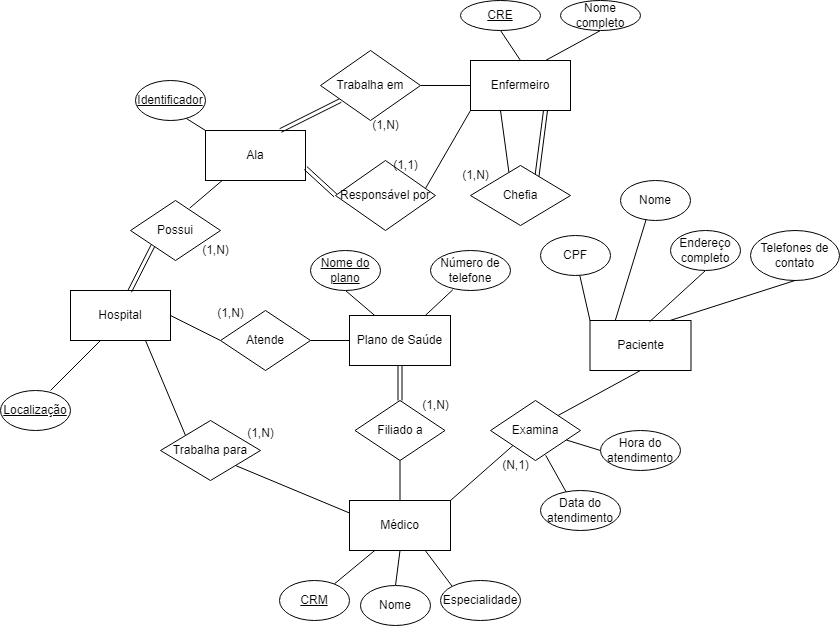 CRE
Nome
completo
Trabalha em
Enfermeiro
Identificador
(1,N)
Ala
(1,1)
(1,N)
Responsável por
Chefia
Nome
Possui
(1,N)
Endereço
completo
Telefones de
contato
CPF
Nome do
plano
Número de
telefone
Hospital
(1,N)
Atende
Plano de Saúde
Paciente
Localização
(1,N)
Filiado a
Examina
(1,N)
Trabalha para
Hora do
atendimento
(N,1)
Data do
atendimento
Médico
CRM
Nome
Especialidade